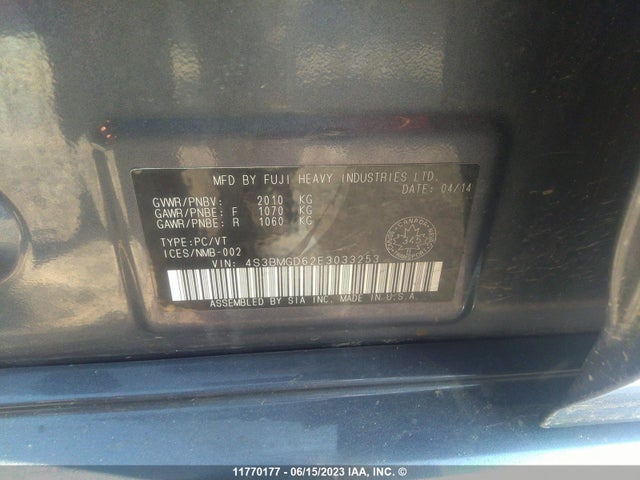 MFD BY FUJI HEAVY INDUSTRIES LTD.
DATE: 04/14
GVWR/PNBV: 2010 KG
GAWR/PNBE: F 1070 KG
GAWR/PNBE: R 1060 KG
TYPE:PC/VT
ICES/NMB-002
VIN: 4S3BMGD62E3033253
ASSEMBLED BY SIA INC. MADE IN U.S.A.
CANADA
345
11770177 - 06/15/2023 IAA, INC. ©